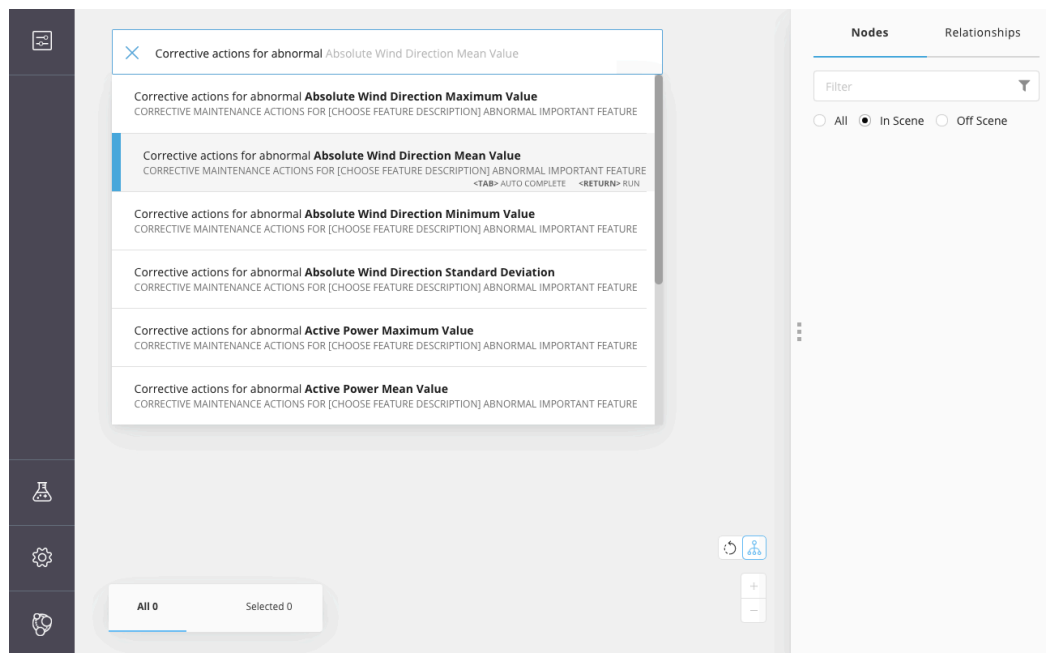 Corrective actions for abnormal Absolute Wind Direction Mean Value
Corrective actions for abnormal Absolute Wind Direction Maximum Value
CORRECTIVE MAINTENANCE ACTIONS FOR [CHOOSE FEATURE DESCRIPTION] ABNORMAL IMPORTANT FEATURE
Corrective actions for abnormal Absolute Wind Direction Mean Value
CORRECTIVE MAINTENANCE ACTIONS FOR [CHOOSE FEATURE DESCRIPTION] ABNORMAL IMPORTANT FEATURE
<TAB> AUTO COMPLETE <RETURN> RUN
Corrective actions for abnormal Absolute Wind Direction Minimum Value
CORRECTIVE MAINTENANCE ACTIONS FOR [CHOOSE FEATURE DESCRIPTION] ABNORMAL IMPORTANT FEATURE
Corrective actions for abnormal Absolute Wind Direction Standard Deviation
CORRECTIVE MAINTENANCE ACTIONS FOR [CHOOSE FEATURE DESCRIPTION] ABNORMAL IMPORTANT FEATURE
Corrective actions for abnormal Active Power Maximum Value
CORRECTIVE MAINTENANCE ACTIONS FOR [CHOOSE FEATURE DESCRIPTION] ABNORMAL IMPORTANT FEATURE
Corrective actions for abnormal Active Power Mean Value
CORRECTIVE MAINTENANCE ACTIONS FOR [CHOOSE FEATURE DESCRIPTION] ABNORMAL IMPORTANT FEATURE
All 0 Selected 0
Nodes Relationships
Filter
All In Scene Off Scene